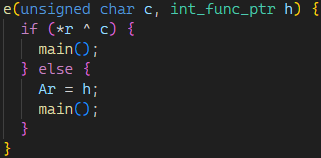 e(unsigned char c, int_func_ptr h) {
  if (*r ^ c) {
    main();
  } else {
    Ar = h;
    main();
  }
}